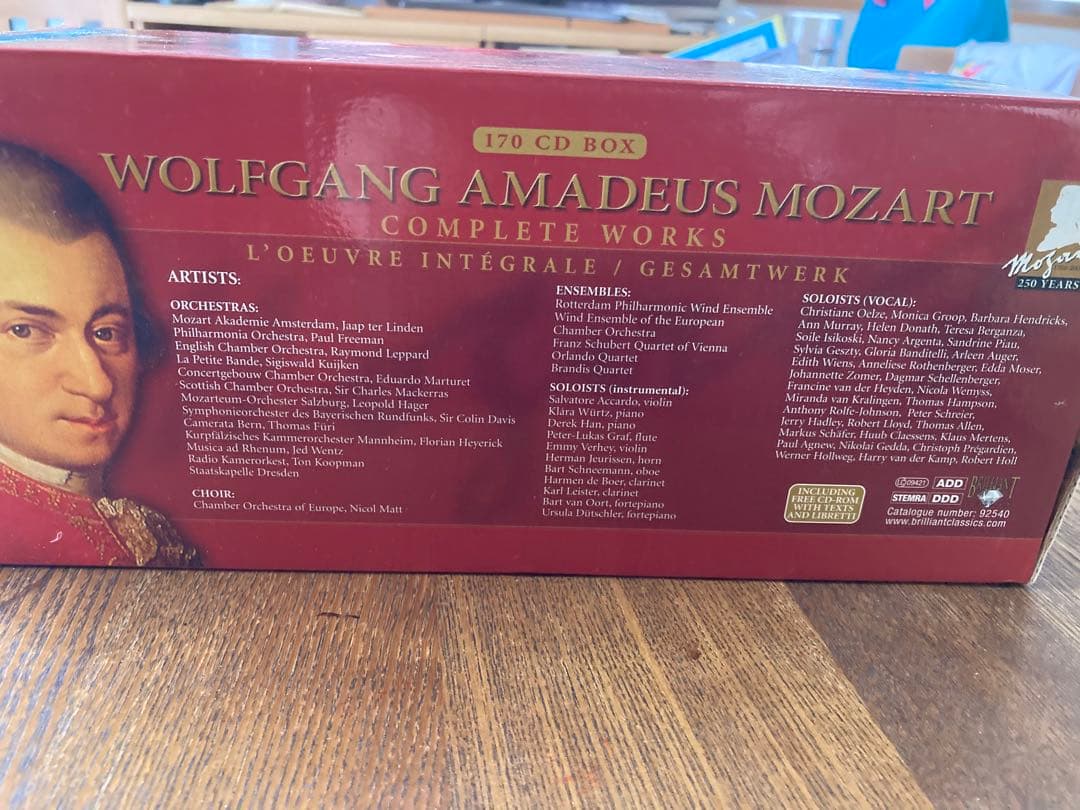 170 CD BOX
WOLFGANG AMADEUS MOZART
COMPLETE WORKS
L'OEUVRE INTÉGRALE / GESAMTWERK
ARTISTS:
ORCHESTRAS:
Mozart Akademie Amsterdam, Jaap ter Linden
Philharmonia Orchestra, Paul Freeman
English Chamber Orchestra, Raymond Leppard
La Petite Bande, Sigiswald Kuijken
Concertgebouw Chamber Orchestra, Eduardo Marturet
Scottish Chamber Orchestra, Sir Charles Mackerras
Mozarteum-Orchester Salzburg, Leopold Hager
Symphonieorchester des Bayerischen Rundfunks, Sir Colin Davis
Camerata Bern, Thomas Füri
Kurpfälzisches Kammerorchester Mannheim, Florian Heyerick
Musica ad Rhenum, Jed Wentz
Radio Kamerorkest, Ton Koopman
Staatskapelle Dresden
CHOIR:
Chamber Orchestra of Europe, Nicol Matt
ENSEMBLES:
Rotterdam Philharmonic Wind Ensemble
Wind Ensemble of the European
Chamber Orchestra
Franz Schubert Quartet of Vienna
Orlando Quartet
Brandis Quartet
SOLOISTS (instrumental):
Salvatore Accardo, violin
Klára Würtz, piano
Derek Han, piano
Peter-Lukas Graf, flute
Emmy Verhey, violin
Herman Jeurissen, horn
Bart Schneemann, oboe
Harmen de Boer, clarinet
Karl Leister, clarinet
Bart van Oort, fortepiano
Ursula Dütschler, fortepiano
SOLOISTS (VOCAL):
Christiane Oelze, Monica Groop, Barbara Hendricks,
Ann Murray, Helen Donath, Teresa Berganza,
Soile Isikoski, Nancy Argenta, Sandrine Piau,
Sylvia Geszty, Gloria Banditelli, Arleen Auger,
Edith Wiens, Anneliese Rothenberger, Edda Moser,
Johannette Zomer, Dagmar Schellenberger,
Francine van der Heyden, Nicola Wemyss,
Miranda van Kralingen, Thomas Hampson,
Anthony Rolfe-Johnson, Peter Schreier,
Jerry Hadley, Robert Lloyd, Thomas Allen,
Markus Schäfer, Huub Claessens, Klaus Mertens,
Paul Agnew, Nikolai Gedda, Christoph Prégardien,
Werner Hollweg, Harry van der Kamp, Robert Holl
250 YEARS
INCLUDING
FREE CD-ROM
WITH TEXTS
AND LIBRETTI
LC 09421 ADD
STEMRA DDD
BRILLIANT
Catalogue number: 92540
www.brilliantclassics.com